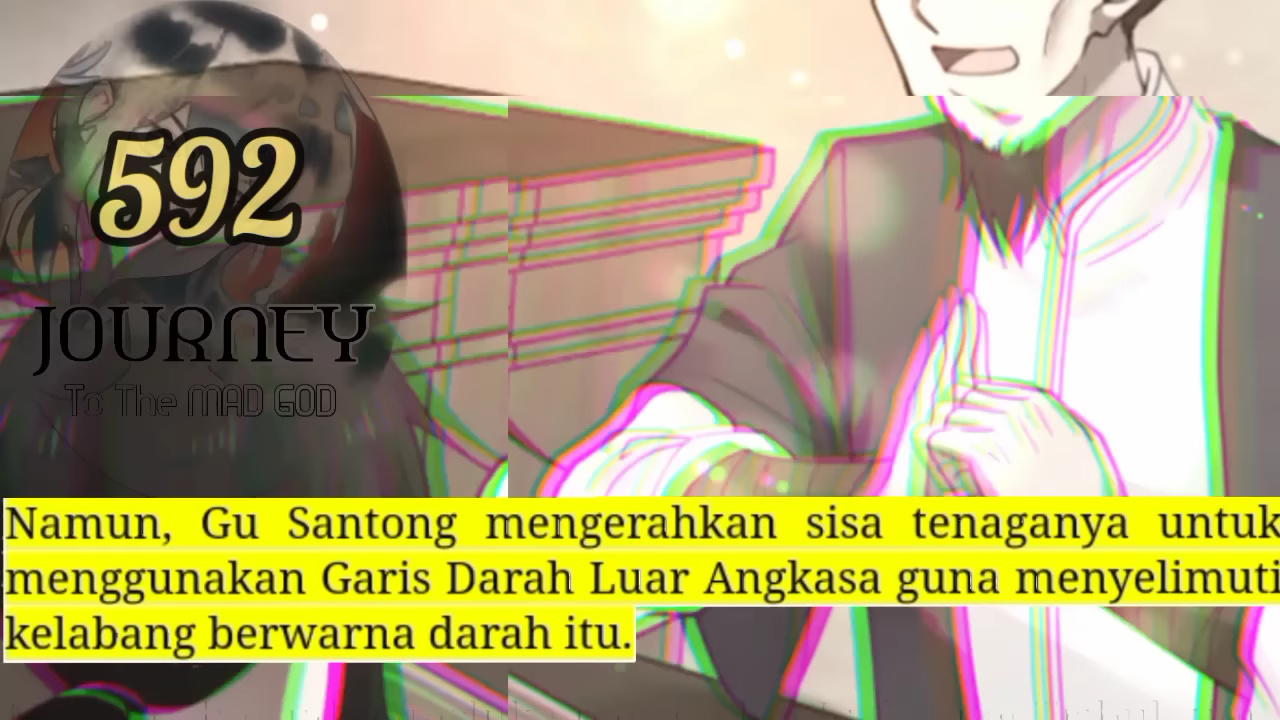 592
JOURNEY
To The MAD GOD
Namun, Gu Santong mengerahkan sisa tenaganya untuk
menggunakan Garis Darah Luar Angkasa guna menyelimuti
kelabang berwarna darah itu.